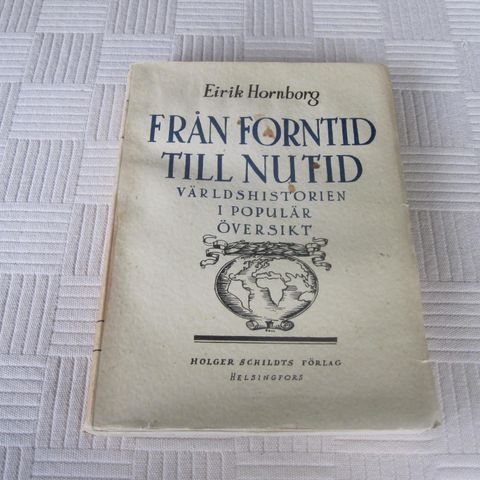 Eirik Hornborg
FRÅN FORNTID
TILL NUTID
VÄRLDSHISTORIEN
I POPULÄR
ÖVERSIKT
HOLGER SCHILDTS FÖRLAG
HELSINGFORS